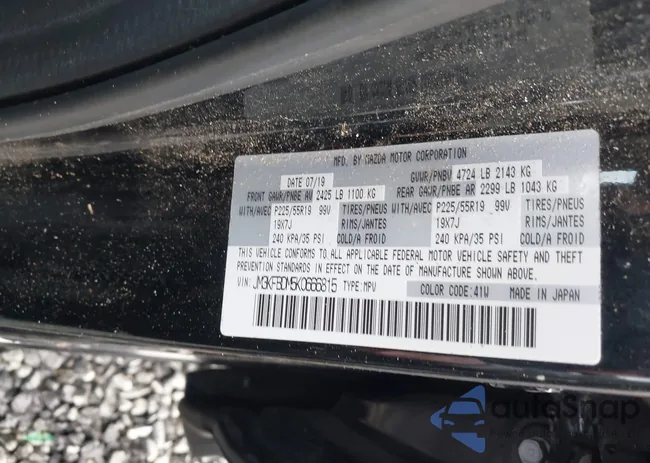 MFD. BY MAZDA MOTOR CORPORATION
DATE 07/19 GVWR/PNBV 4724 LB 2143 KG
FRONT GAWR/PNBE AV 2425 LB 1100 KG REAR GAWR/PNBE AR 2299 LB 1043 KG
WITH/AVEC P225/55R19 99V TIRES/PNEUS WITH/AVEC P225/55R19 99V TIRES/PNEUS
19X7J RIMS/JANTES 19X7J RIMS/JANTES
240 KPA/35 PSI COLD/A FROID 240 KPA/35 PSI COLD/A FROID
THIS VEHICLE CONFORMS TO ALL APPLICABLE FEDERAL MOTOR VEHICLE SAFETY AND THEFT
PREVENTION STANDARDS IN EFFECT ON THE DATE OF MANUFACTURE SHOWN ABOVE.
VIN: JM3KFBDM5K0666815 TYPE:MPV COLOR CODE:41W MADE IN JAPAN
autoSnap